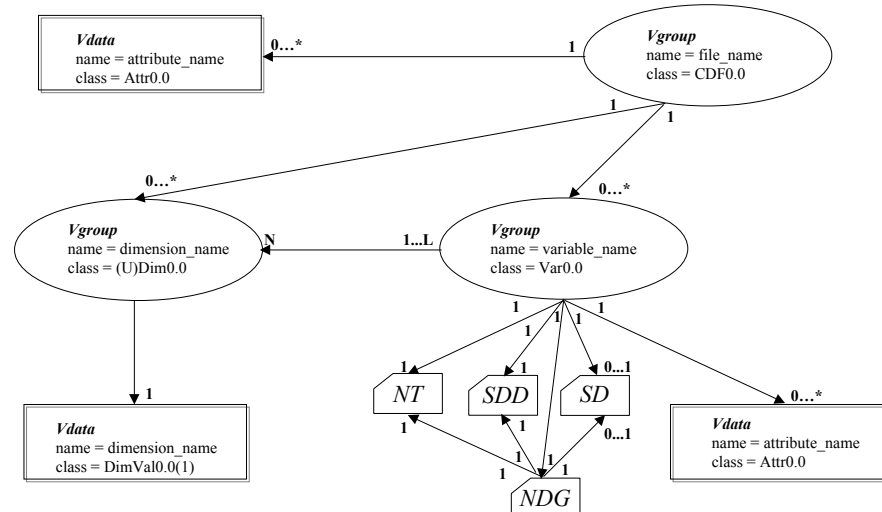 Vdata
name = attribute_name
class = Attr0.0
0…*
1
Vgroup
name = file_name
class = CDF0.0
1
1
0…*
0…*
Vgroup
name = dimension_name
class = (U)Dim0.0
N
1...L
Vgroup
name = variable_name
class = Var0.0
1
1
1
1
1
1
1
0...1
NT
SDD
SD
0…*
1
Vdata
name = dimension_name
class = DimVal0.0(1)
1
1
0...1
1
1
1
1
NDG
Vdata
name = attribute_name
class = Attr0.0